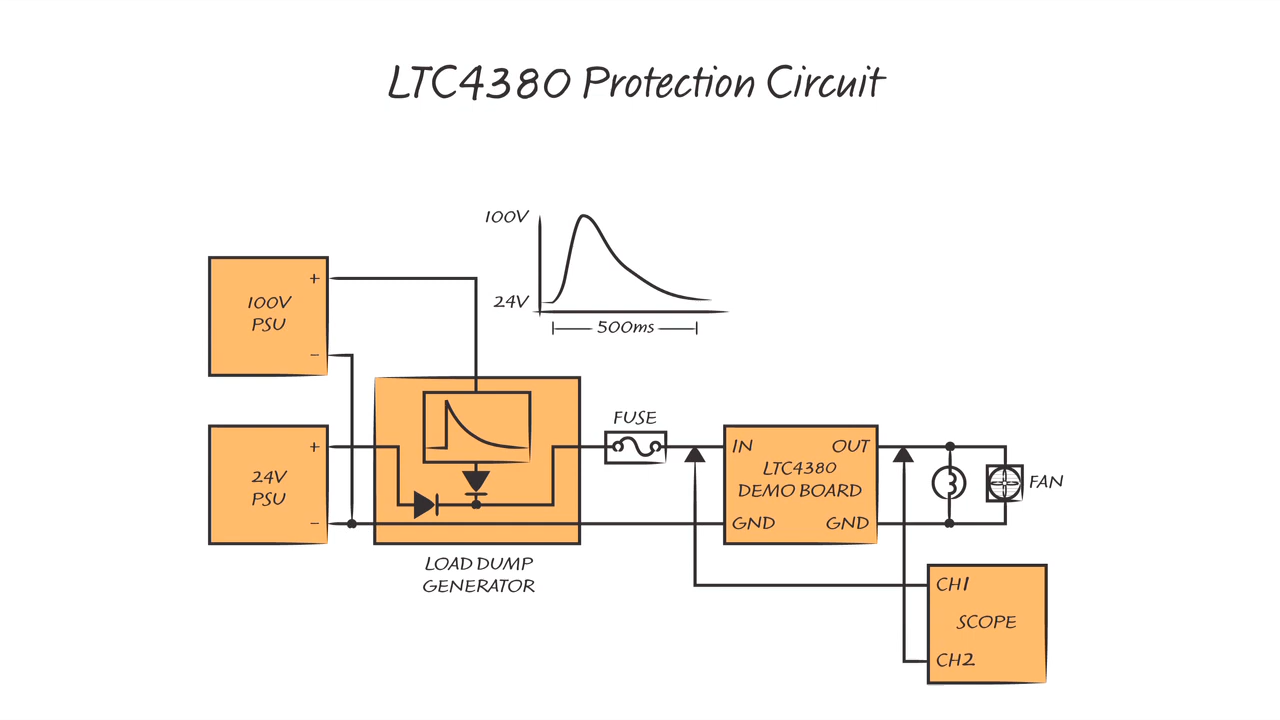 LTC4380 Protection Circuit
100V
24V
500ms
+
100V
PSU
−
+
24V
PSU
−
LOAD DUMP
GENERATOR
FUSE
IN
OUT
LTC4380
DEMO BOARD
GND
GND
FAN
CH1
SCOPE
CH2